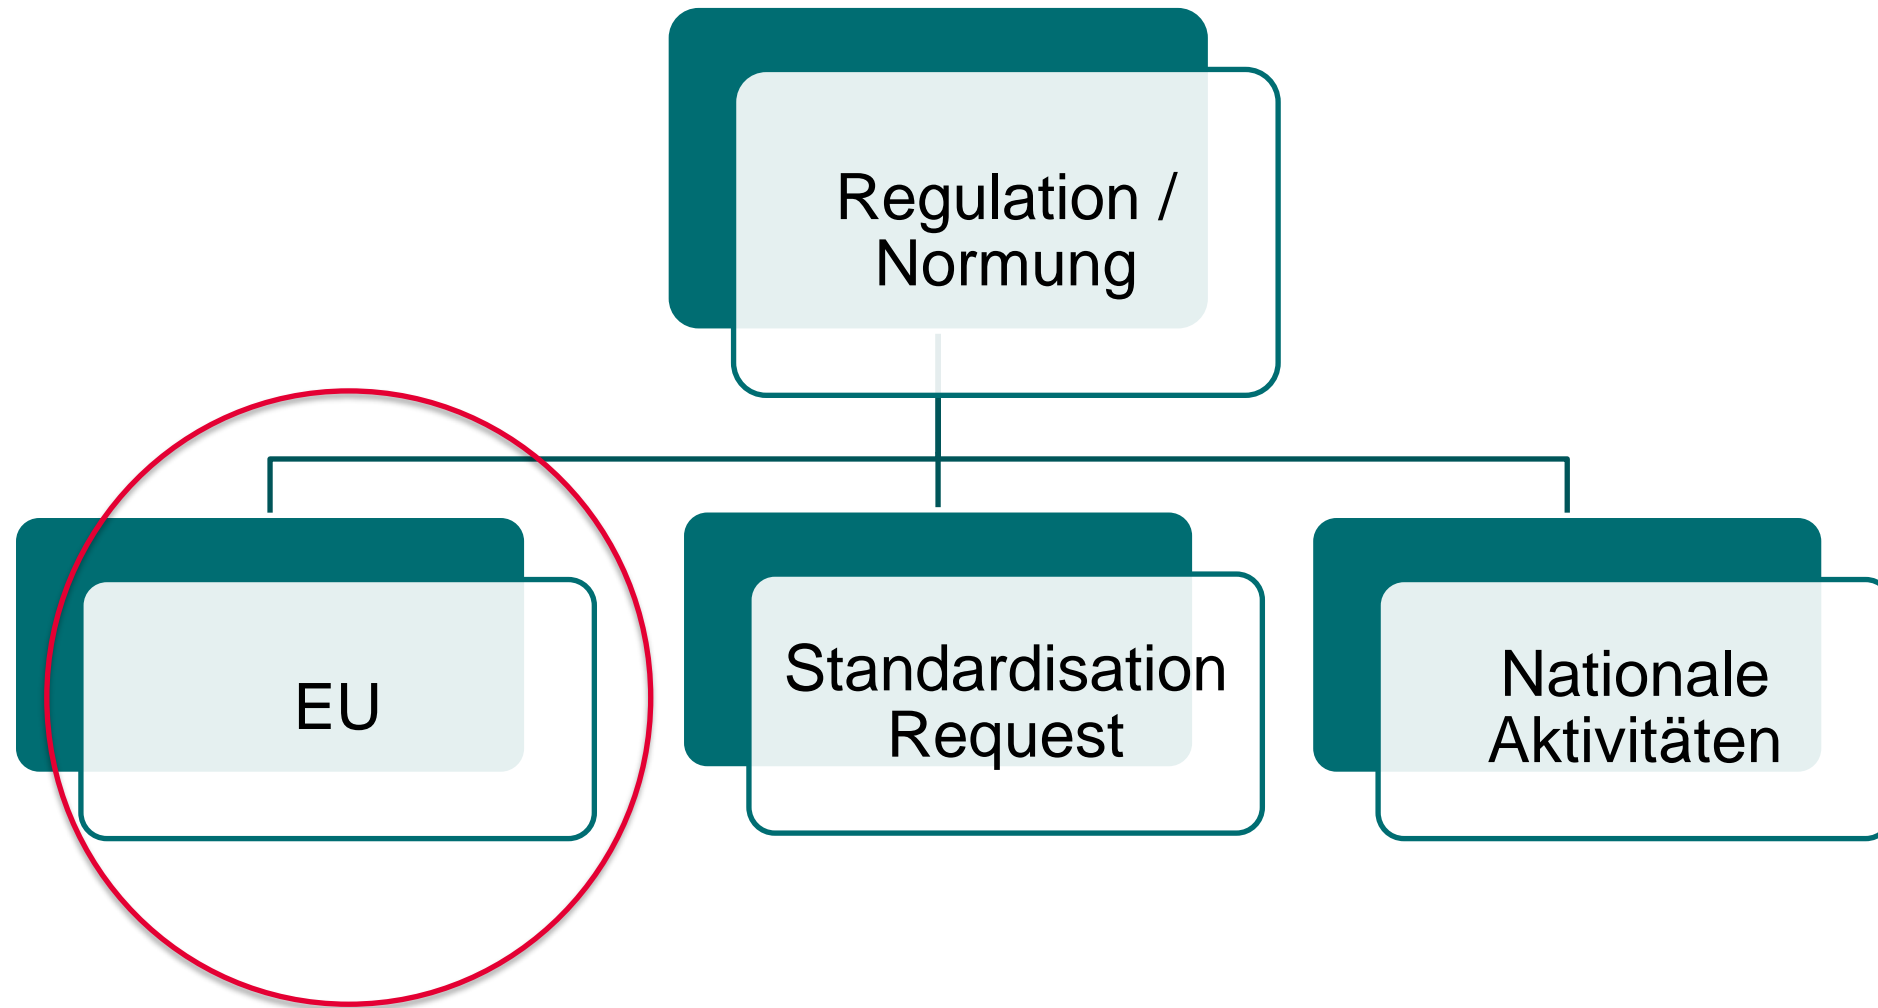 Regulation /
Normung
EU
Standardisation
Request
Nationale
Aktivitäten